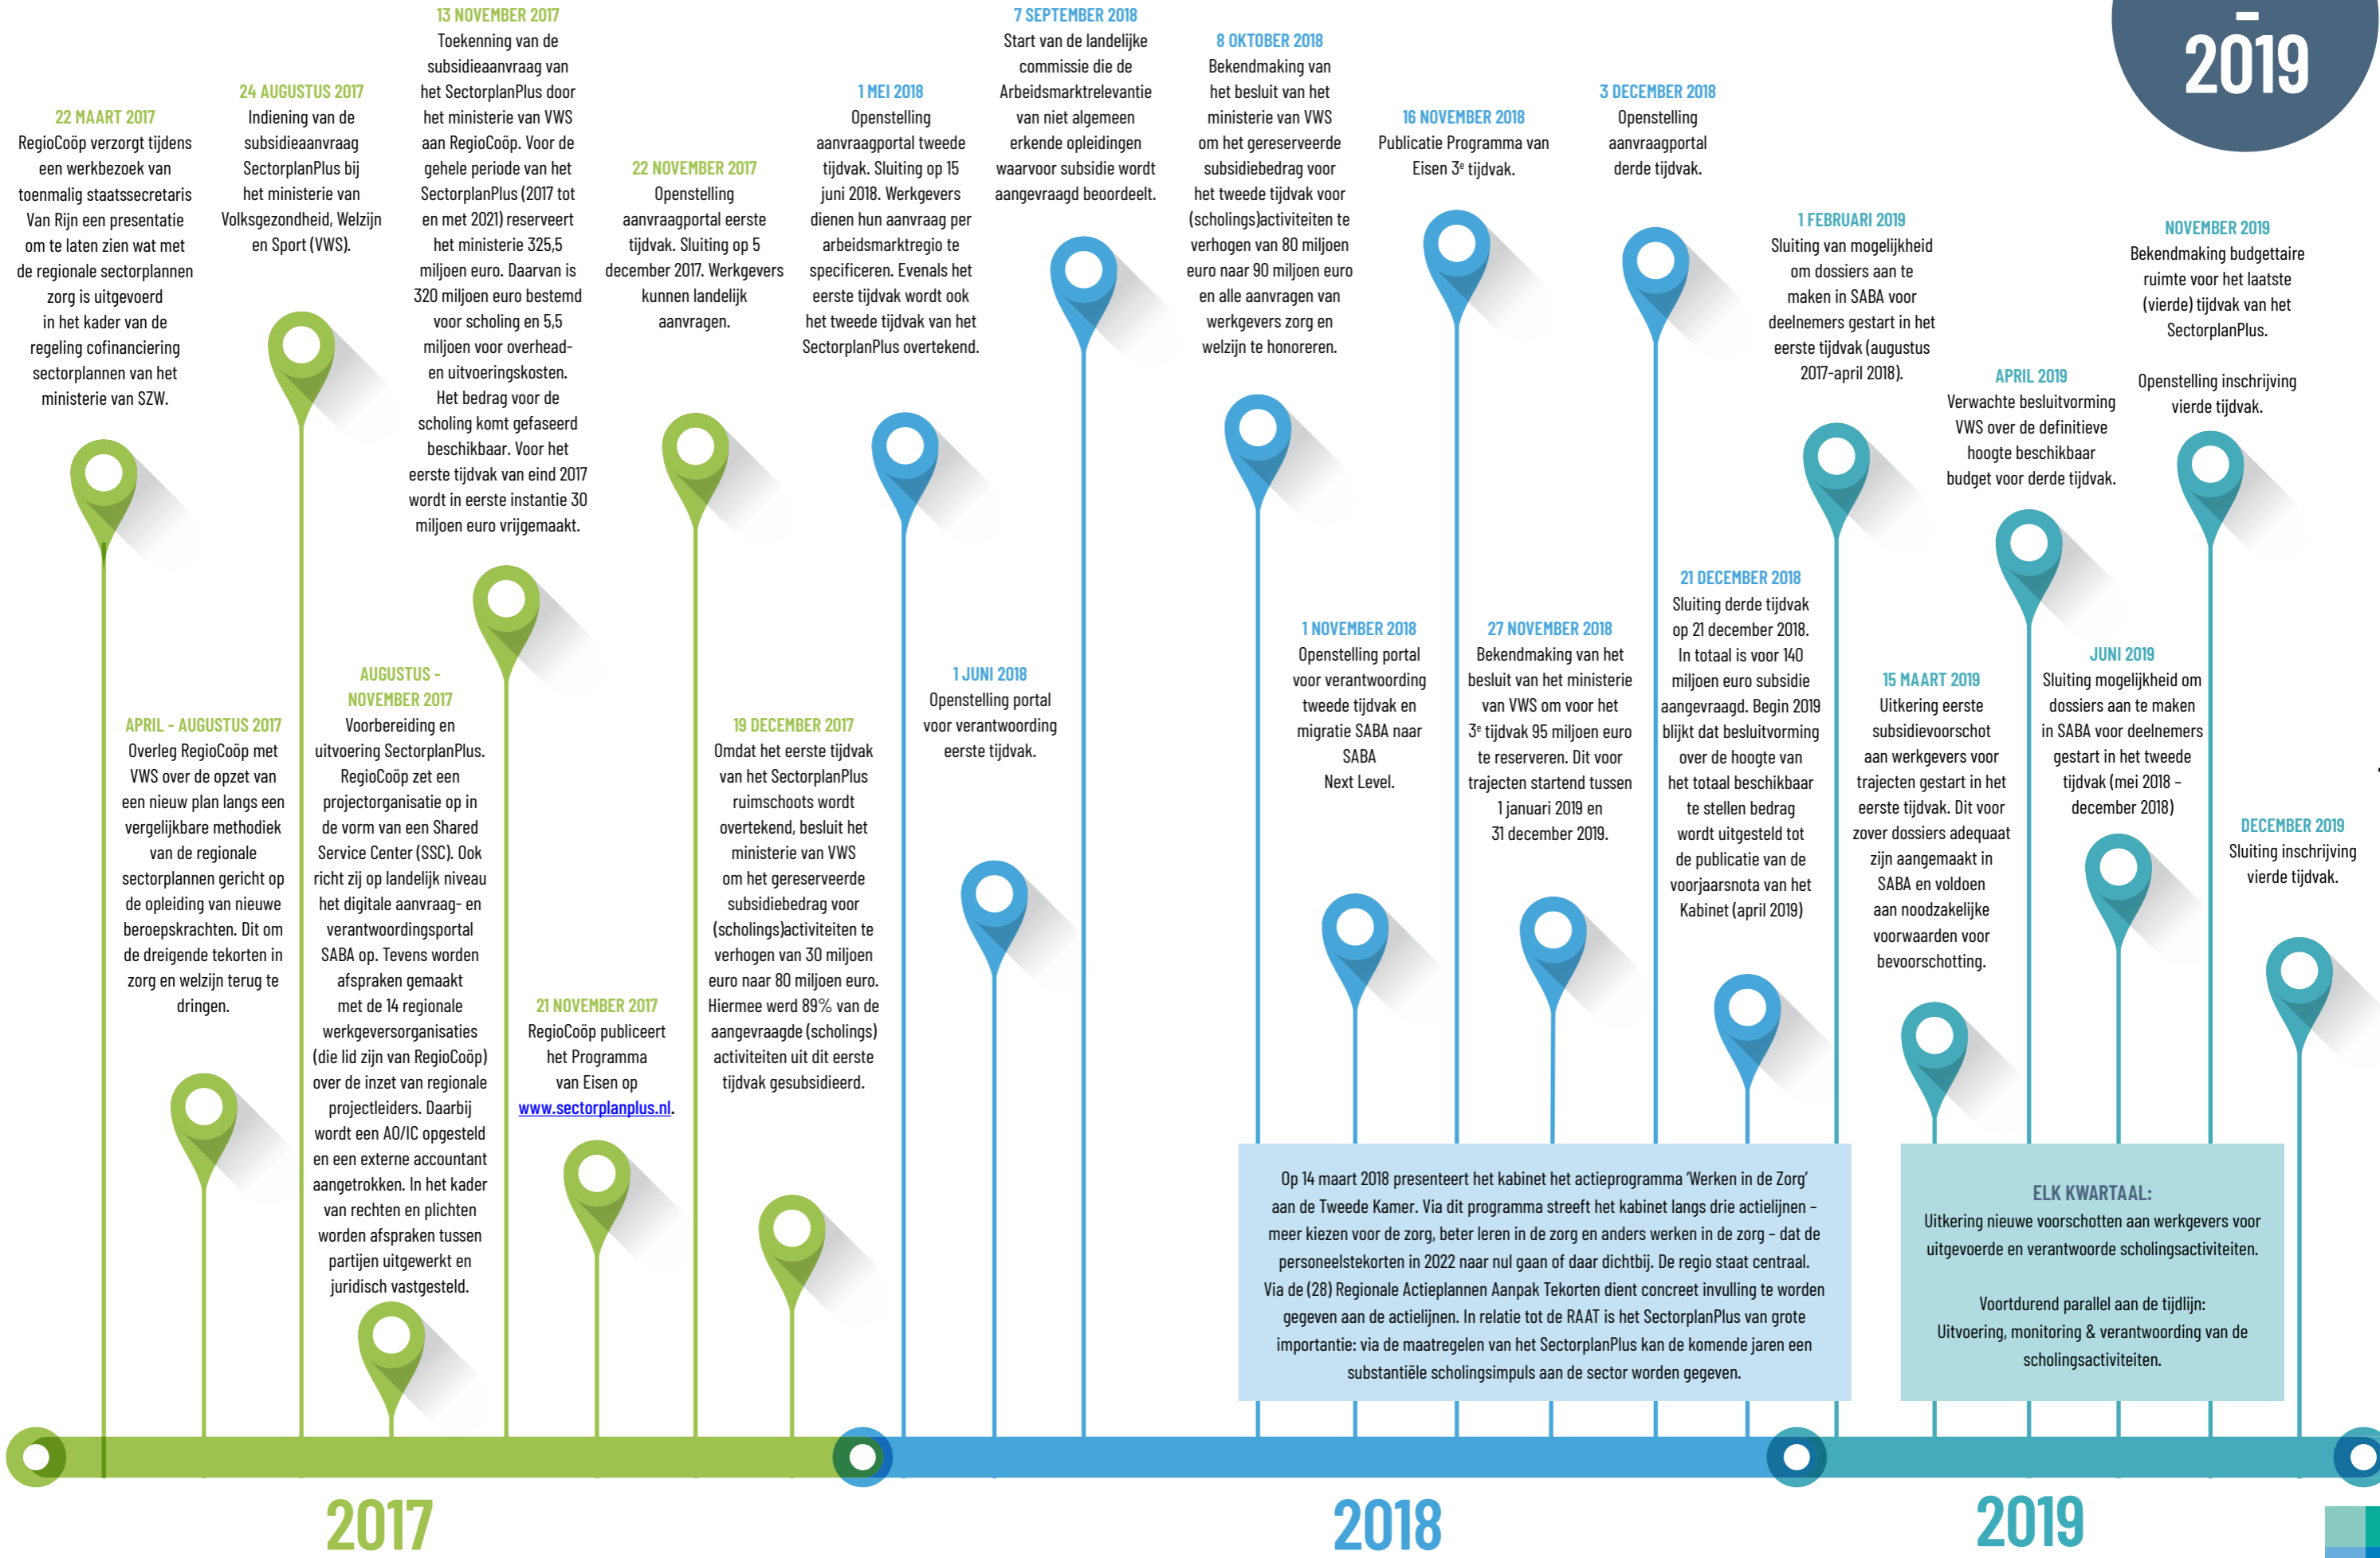 –
2019
22 MAART 2017
RegioCoöp verzorgt tijdens
een werkbezoek van
toenmalig staatssecretaris
Van Rijn een presentatie
om te laten zien wat met
de regionale sectorplannen
zorg is uitgevoerd
in het kader van de
regeling cofinanciering
sectorplannen van het
ministerie van SZW.
APRIL - AUGUSTUS 2017
Overleg RegioCoöp met
VWS over de opzet van
een nieuw plan langs een
vergelijkbare methodiek
van de regionale
sectorplannen gericht op
de opleiding van nieuwe
beroepskrachten. Dit om
de dreigende tekorten in
zorg en welzijn terug te
dringen.
24 AUGUSTUS 2017
Indiening van de
subsidieaanvraag
SectorplanPlus bij
het ministerie van
Volksgezondheid, Welzijn
en Sport (VWS).
AUGUSTUS -
NOVEMBER 2017
Voorbereiding en
uitvoering SectorplanPlus.
RegioCoöp zet een
projectorganisatie op in
de vorm van een Shared
Service Center (SSC). Ook
richt zij op landelijk niveau
het digitale aanvraag- en
verantwoordingsportal
SABA op. Tevens worden
afspraken gemaakt
met de 14 regionale
werkgeversorganisaties
(die lid zijn van RegioCoöp)
over de inzet van regionale
projectleiders. Daarbij
wordt een AO/IC opgesteld
en een externe accountant
aangetrokken. In het kader
van rechten en plichten
worden afspraken tussen
partijen uitgewerkt en
juridisch vastgesteld.
13 NOVEMBER 2017
Toekenning van de
subsidieaanvraag van
het SectorplanPlus door
het ministerie van VWS
aan RegioCoöp. Voor de
gehele periode van het
SectorplanPlus (2017 tot
en met 2021) reserveert
het ministerie 325,5
miljoen euro. Daarvan is
320 miljoen euro bestemd
voor scholing en 5,5
miljoen voor overhead-
en uitvoeringskosten.
Het bedrag voor de
scholing komt gefaseerd
beschikbaar. Voor het
eerste tijdvak van eind 2017
wordt in eerste instantie 30
miljoen euro vrijgemaakt.
21 NOVEMBER 2017
RegioCoöp publiceert
het Programma
van Eisen op
www.sectorplanplus.nl.
22 NOVEMBER 2017
Openstelling
aanvraagportal eerste
tijdvak. Sluiting op 5
december 2017. Werkgevers
kunnen landelijk
aanvragen.
19 DECEMBER 2017
Omdat het eerste tijdvak
van het SectorplanPlus
ruimschoots wordt
overtekend, besluit het
ministerie van VWS
om het gereserveerde
subsidiebedrag voor
(scholings)activiteiten te
verhogen van 30 miljoen
euro naar 80 miljoen euro.
Hiermee werd 89% van de
aangevraagde (scholings)
activiteiten uit dit eerste
tijdvak gesubsidieerd.
1 MEI 2018
Openstelling
aanvraagportal tweede
tijdvak. Sluiting op 15
juni 2018. Werkgevers
dienen hun aanvraag per
arbeidsmarktregio te
specificeren. Evenals het
eerste tijdvak wordt ook
het tweede tijdvak van het
SectorplanPlus overtekend.
1 JUNI 2018
Openstelling portal
voor verantwoording
eerste tijdvak.
7 SEPTEMBER 2018
Start van de landelijke
commissie die de
Arbeidsmarktrelevantie
van niet algemeen
erkende opleidingen
waarvoor subsidie wordt
aangevraagd beoordeelt.
8 OKTOBER 2018
Bekendmaking van
het besluit van het
ministerie van VWS
om het gereserveerde
subsidiebedrag voor
het tweede tijdvak voor
(scholings)activiteiten te
verhogen van 80 miljoen
euro naar 90 miljoen euro
en alle aanvragen van
werkgevers zorg en
welzijn te honoreren.
1 NOVEMBER 2018
Openstelling portal
voor verantwoording
tweede tijdvak en
migratie SABA naar
SABA
Next Level.
16 NOVEMBER 2018
Publicatie Programma van
Eisen 3e tijdvak.
27 NOVEMBER 2018
Bekendmaking van het
besluit van het ministerie
van VWS om voor het
3e tijdvak 95 miljoen euro
te reserveren. Dit voor
trajecten startend tussen
1 januari 2019 en
31 december 2019.
3 DECEMBER 2018
Openstelling
aanvraagportal
derde tijdvak.
21 DECEMBER 2018
Sluiting derde tijdvak
op 21 december 2018.
In totaal is voor 140
miljoen euro subsidie
aangevraagd. Begin 2019
blijkt dat besluitvorming
over de hoogte van
het totaal beschikbaar
te stellen bedrag
wordt uitgesteld tot
de publicatie van de
voorjaarsnota van het
Kabinet (april 2019)
1 FEBRUARI 2019
Sluiting van mogelijkheid
om dossiers aan te
maken in SABA voor
deelnemers gestart in het
eerste tijdvak (augustus
2017-april 2018).
15 MAART 2019
Uitkering eerste
subsidievoorschot
aan werkgevers voor
trajecten gestart in het
eerste tijdvak. Dit voor
zover dossiers adequaat
zijn aangemaakt in
SABA en voldoen
aan noodzakelijke
voorwaarden voor
bevoorschotting.
APRIL 2019
Verwachte besluitvorming
VWS over de definitieve
hoogte beschikbaar
budget voor derde tijdvak.
JUNI 2019
Sluiting mogelijkheid om
dossiers aan te maken
in SABA voor deelnemers
gestart in het tweede
tijdvak (mei 2018 –
december 2018)
NOVEMBER 2019
Bekendmaking budgettaire
ruimte voor het laatste
(vierde) tijdvak van het
SectorplanPlus.
Openstelling inschrijving
vierde tijdvak.
DECEMBER 2019
Sluiting inschrijving
vierde tijdvak.
Op 14 maart 2018 presenteert het kabinet het actieprogramma ‘Werken in de Zorg’
aan de Tweede Kamer. Via dit programma streeft het kabinet langs drie actielijnen –
meer kiezen voor de zorg, beter leren in de zorg en anders werken in de zorg – dat de
personeelstekorten in 2022 naar nul gaan of daar dichtbij. De regio staat centraal.
Via de (28) Regionale Actieplannen Aanpak Tekorten dient concreet invulling te worden
gegeven aan de actielijnen. In relatie tot de RAAT is het SectorplanPlus van grote
importantie: via de maatregelen van het SectorplanPlus kan de komende jaren een
substantiële scholingsimpuls aan de sector worden gegeven.
ELK KWARTAAL:
Uitkering nieuwe voorschotten aan werkgevers voor
uitgevoerde en verantwoorde scholingsactiviteiten.
Voortdurend parallel aan de tijdlijn:
Uitvoering, monitoring & verantwoording van de
scholingsactiviteiten.
2017
2018
2019